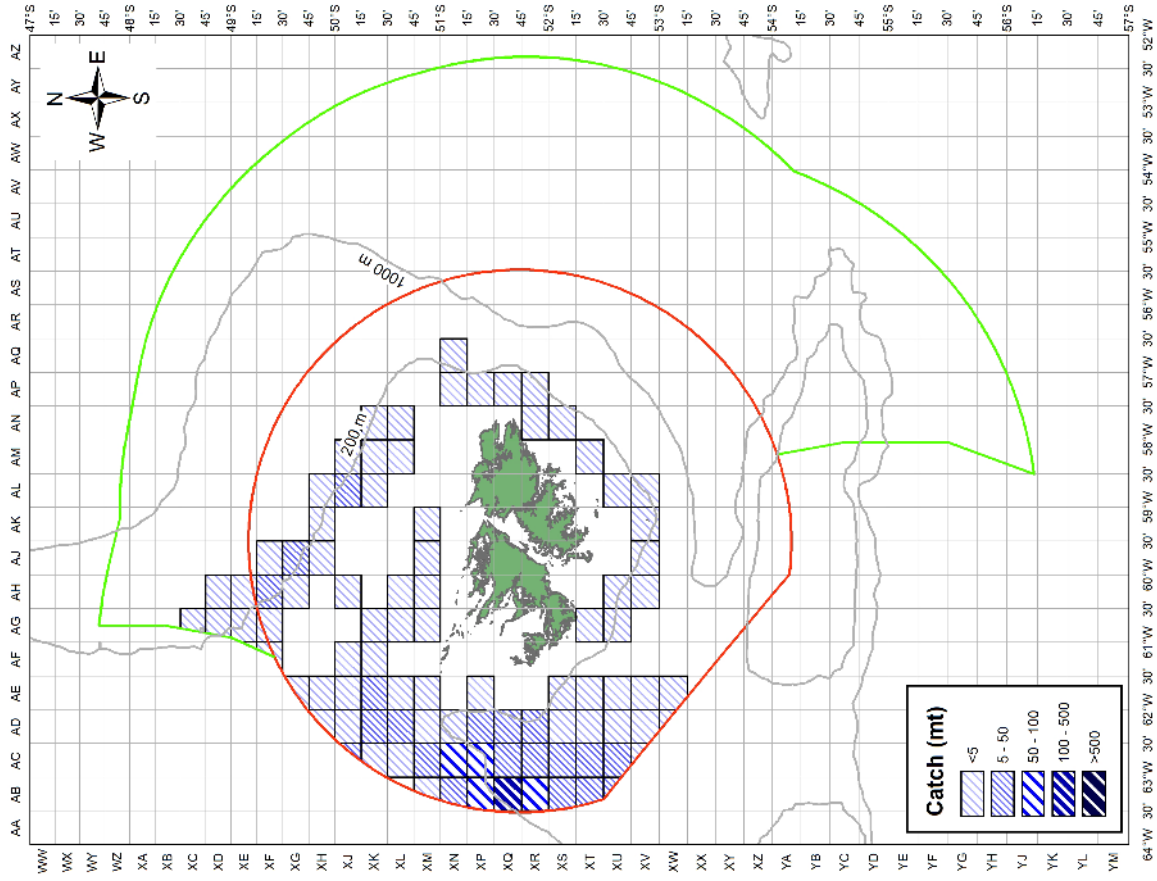 N
W E
S
WW 47°S
WX 15'
WY 30'
WZ 45'
XA 48°S
XB 15'
XC 30'
XD 45'
XE 49°S
XF 15'
XG 30'
XH 45'
XJ 50°S
XK 15'
XL 30'
XM 45'
XN 51°S
XP 15'
XQ 30'
XR 45'
XS 52°S
XT 15'
XU 30'
XV 45'
XW 53°S
XX 15'
XY 30'
XZ 45'
YA 54°S
YB 15'
YC 30'
YD 45'
YE 55°S
YF 15'
YG 30'
YH 45'
YJ 56°S
YK 15'
YL 30'
YM 45'
57°S
200 m
1000 m
Catch (mt)
<5
5 - 50
50 - 100
100 - 500
>500
AA AB AC AD AE AF AG AH AJ AK AL AM AN AP AQ AR AS AT AU AV AW AX AY AZ
64°W 30' 63°W 30' 62°W 30' 61°W 30' 60°W 30' 59°W 30' 58°W 30' 57°W 30' 56°W 30' 55°W 30' 54°W 30' 53°W 30' 52°W